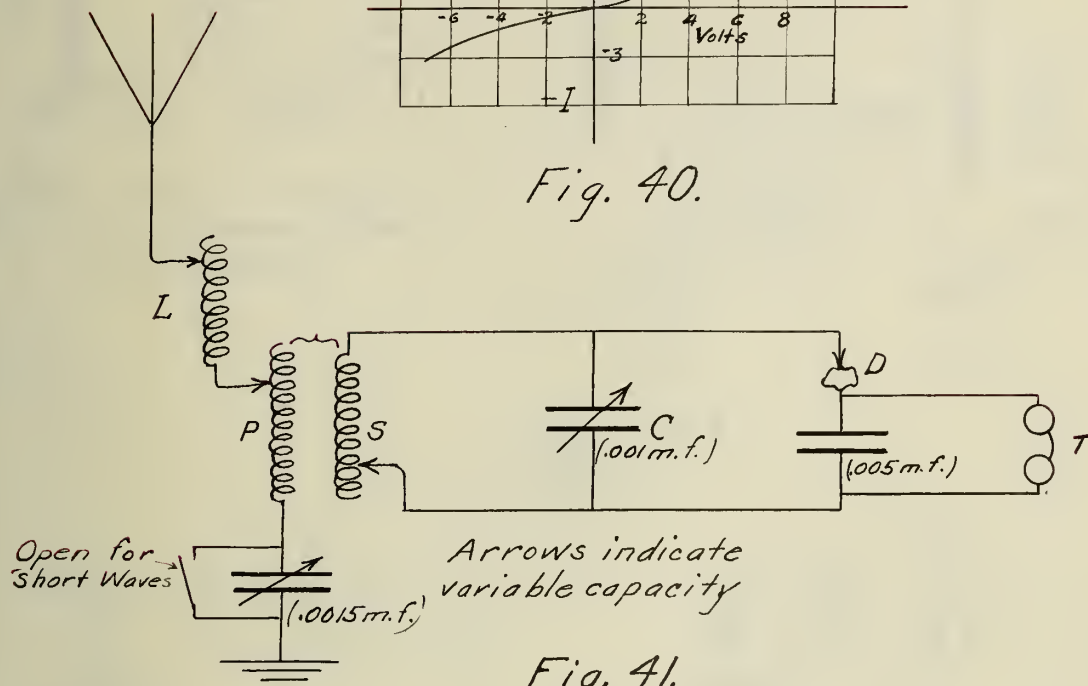 -6 -4 -2 2 4 6 8
Volts
-3
-I
Fig. 40.
L
P
S
C
(.001 m.f.)
D
(.005 m.f.)
T
Open for
Short Waves
(.0015 m.f.)
Arrows indicate
variable capacity
Fig. 41.